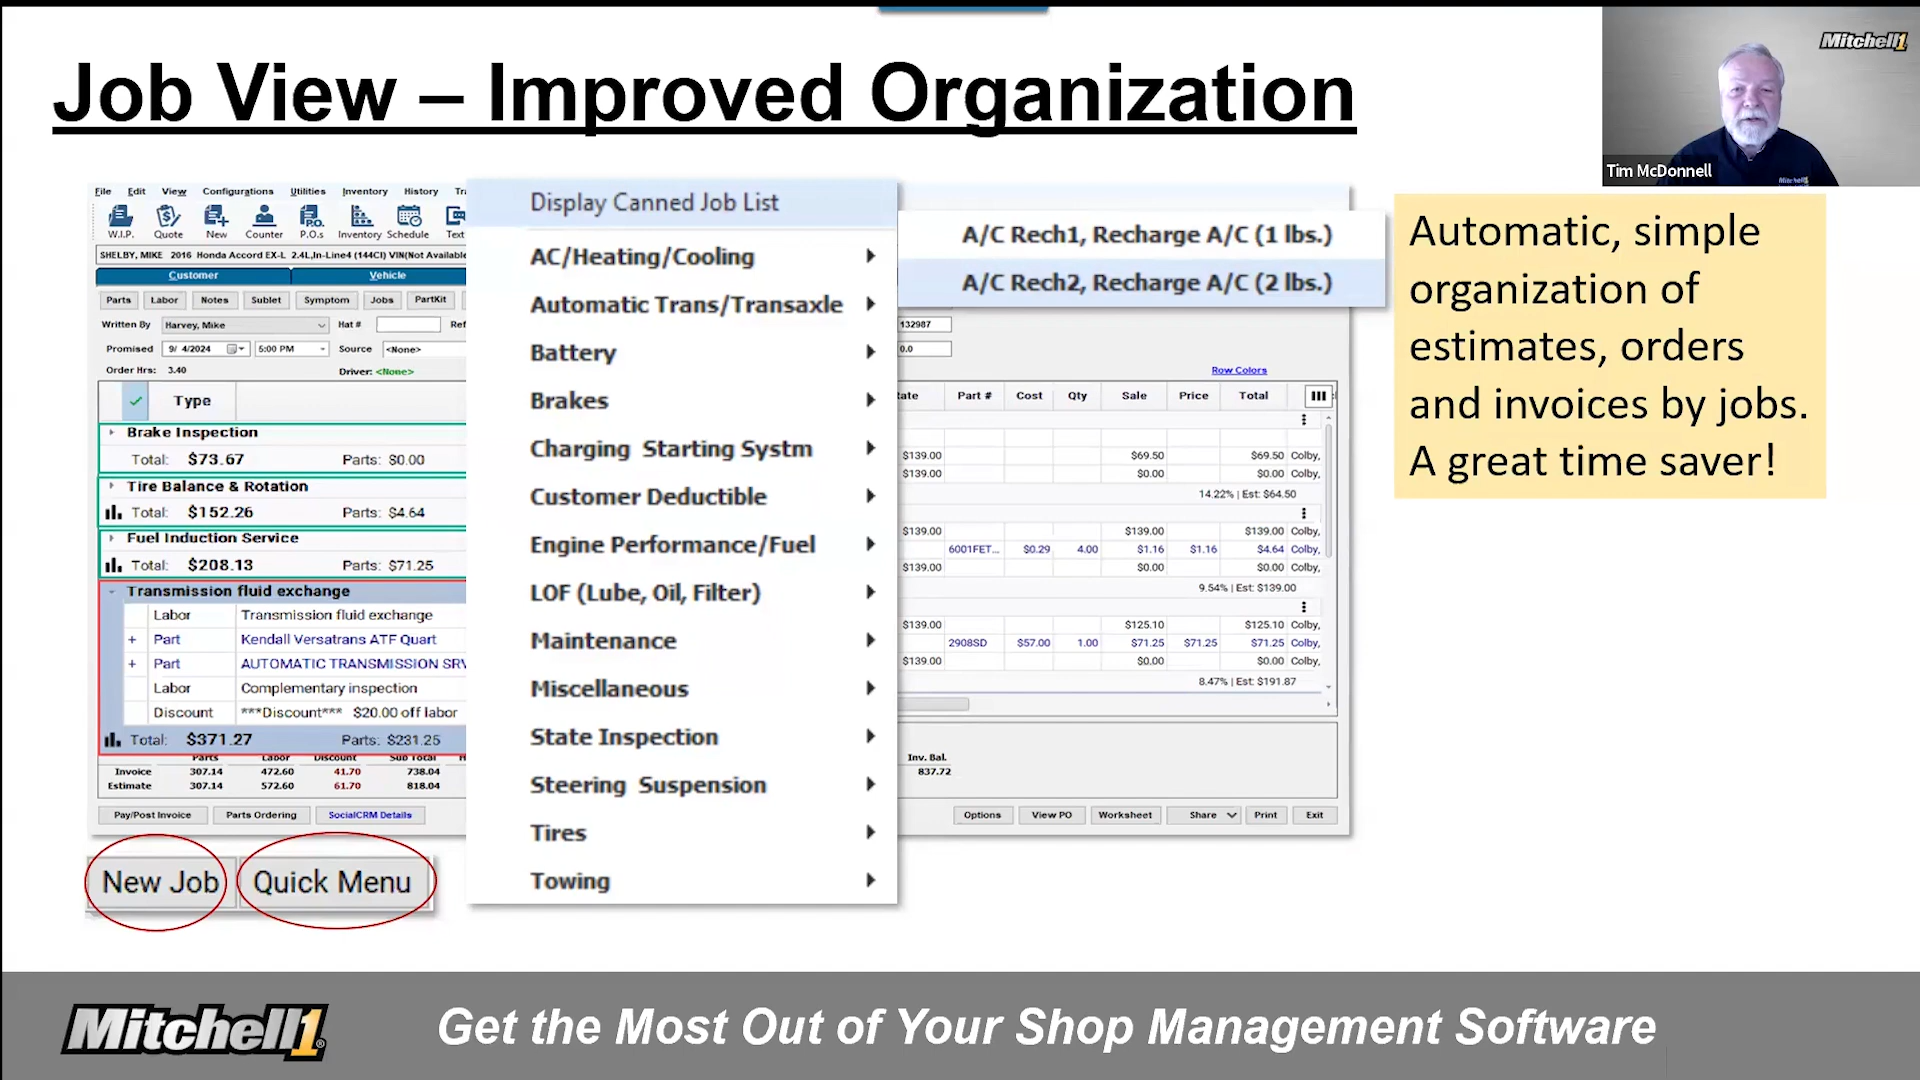 Job View – Improved Organization
Mitchell1
Tim McDonnell
Mitchell1
File Edit View Configurations Utilities Inventory History
W.I.P. Quote New Counter P.O.s Inventory Schedule Text
SHELBY, MIKE 2016 Honda Accord EX-L 2.4L,In-Line4 (144CI) VIN(Not Available
Customer Vehicle
Parts Labor Notes Sublet Symptom Jobs PartKit
Written By Harvey, Mike Hat # Ref
Promised 9/ 4/2024 5:00 PM Source <None>
Order Hrs: 3.40 Driver: <None>
Type
Brake Inspection
Total: $73.67 Parts: $0.00
Tire Balance & Rotation
Total: $152.26 Parts: $4.64
Fuel Induction Service
Total: $208.13 Parts: $71.25
Transmission fluid exchange
Labor Transmission fluid exchange
+ Part Kendall Versatrans ATF Quart
+ Part AUTOMATIC TRANSMISSION SRV
Labor Complementary inspection
Discount ***Discount*** $20.00 off labor
Total: $371.27 Parts: $231.25
Parts Labor Discount Sub Total
Invoice 307.14 472.60 41.70 738.04
Estimate 307.14 572.60 61.70 818.04
Pay/Post Invoice Parts Ordering SocialCRM Details
New Job Quick Menu
Display Canned Job List
AC/Heating/Cooling
Automatic Trans/Transaxle
Battery
Brakes
Charging Starting Systm
Customer Deductible
Engine Performance/Fuel
LOF (Lube, Oil, Filter)
Maintenance
Miscellaneous
State Inspection
Steering Suspension
Tires
Towing
A/C Rech1, Recharge A/C (1 lbs.)
A/C Rech2, Recharge A/C (2 lbs.)
132987
0.0
Row Colors
ate Part # Cost Qty Sale Price Total
$139.00 $69.50 $69.50 Colby,
$139.00 $0.00 $0.00 Colby,
14.22% | Est: $64.50
$139.00 $139.00 $139.00 Colby,
6001FET... $0.29 4.00 $1.16 $1.16 $4.64 Colby,
$139.00 $0.00 $0.00 Colby,
9.54% | Est: $139.00
$139.00 $125.10 $125.10 Colby,
2908SD $57.00 1.00 $71.25 $71.25 $71.25 Colby,
$139.00 $0.00 $0.00 Colby,
8.47% | Est: $191.87
Inv. Bal.
837.72
Options View PO Worksheet Share Print Exit
Automatic, simple
organization of
estimates, orders
and invoices by jobs.
A great time saver!
Mitchell1®
Get the Most Out of Your Shop Management Software